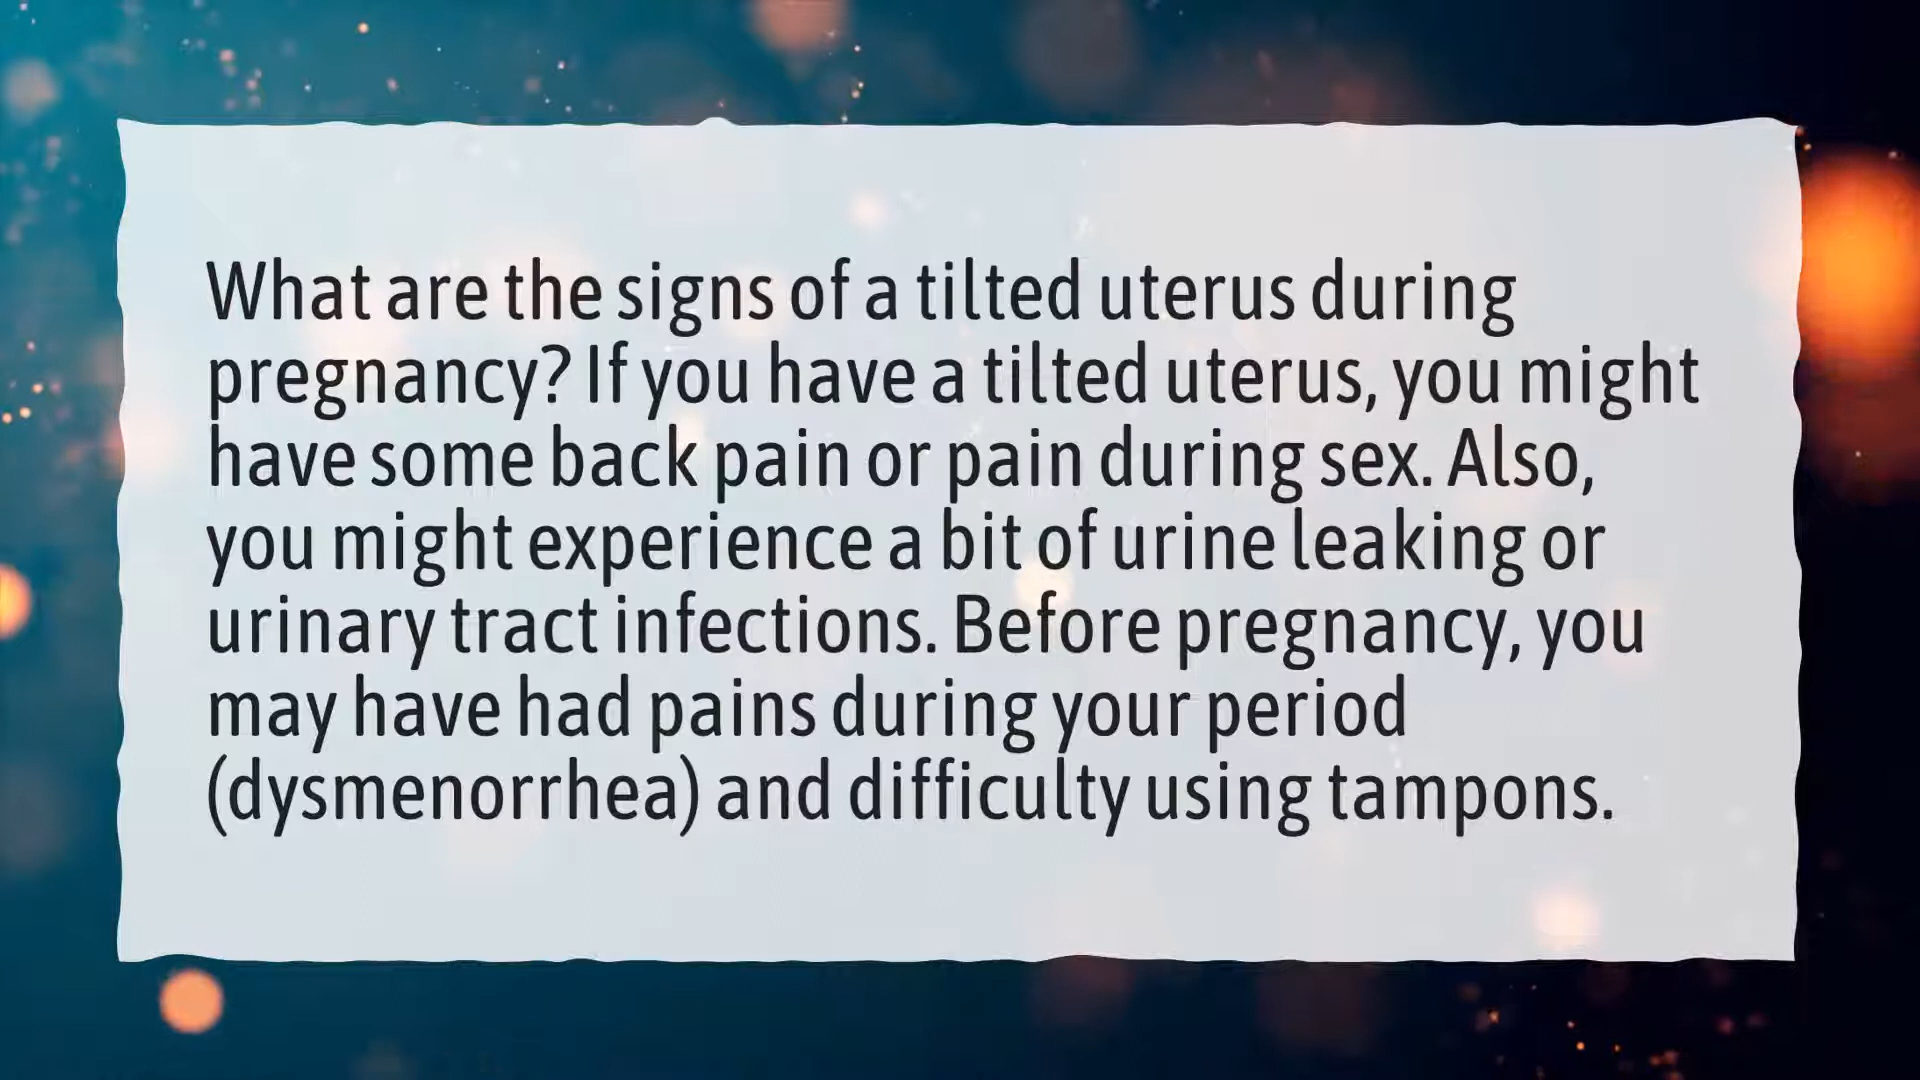 What are the signs of a tilted uterus during
pregnancy? If you have a tilted uterus, you might
have some back pain or pain during sex. Also,
you might experience a bit of urine leaking or
urinary tract infections. Before pregnancy, you
may have had pains during your period
(dysmenorrhea) and difficulty using tampons.